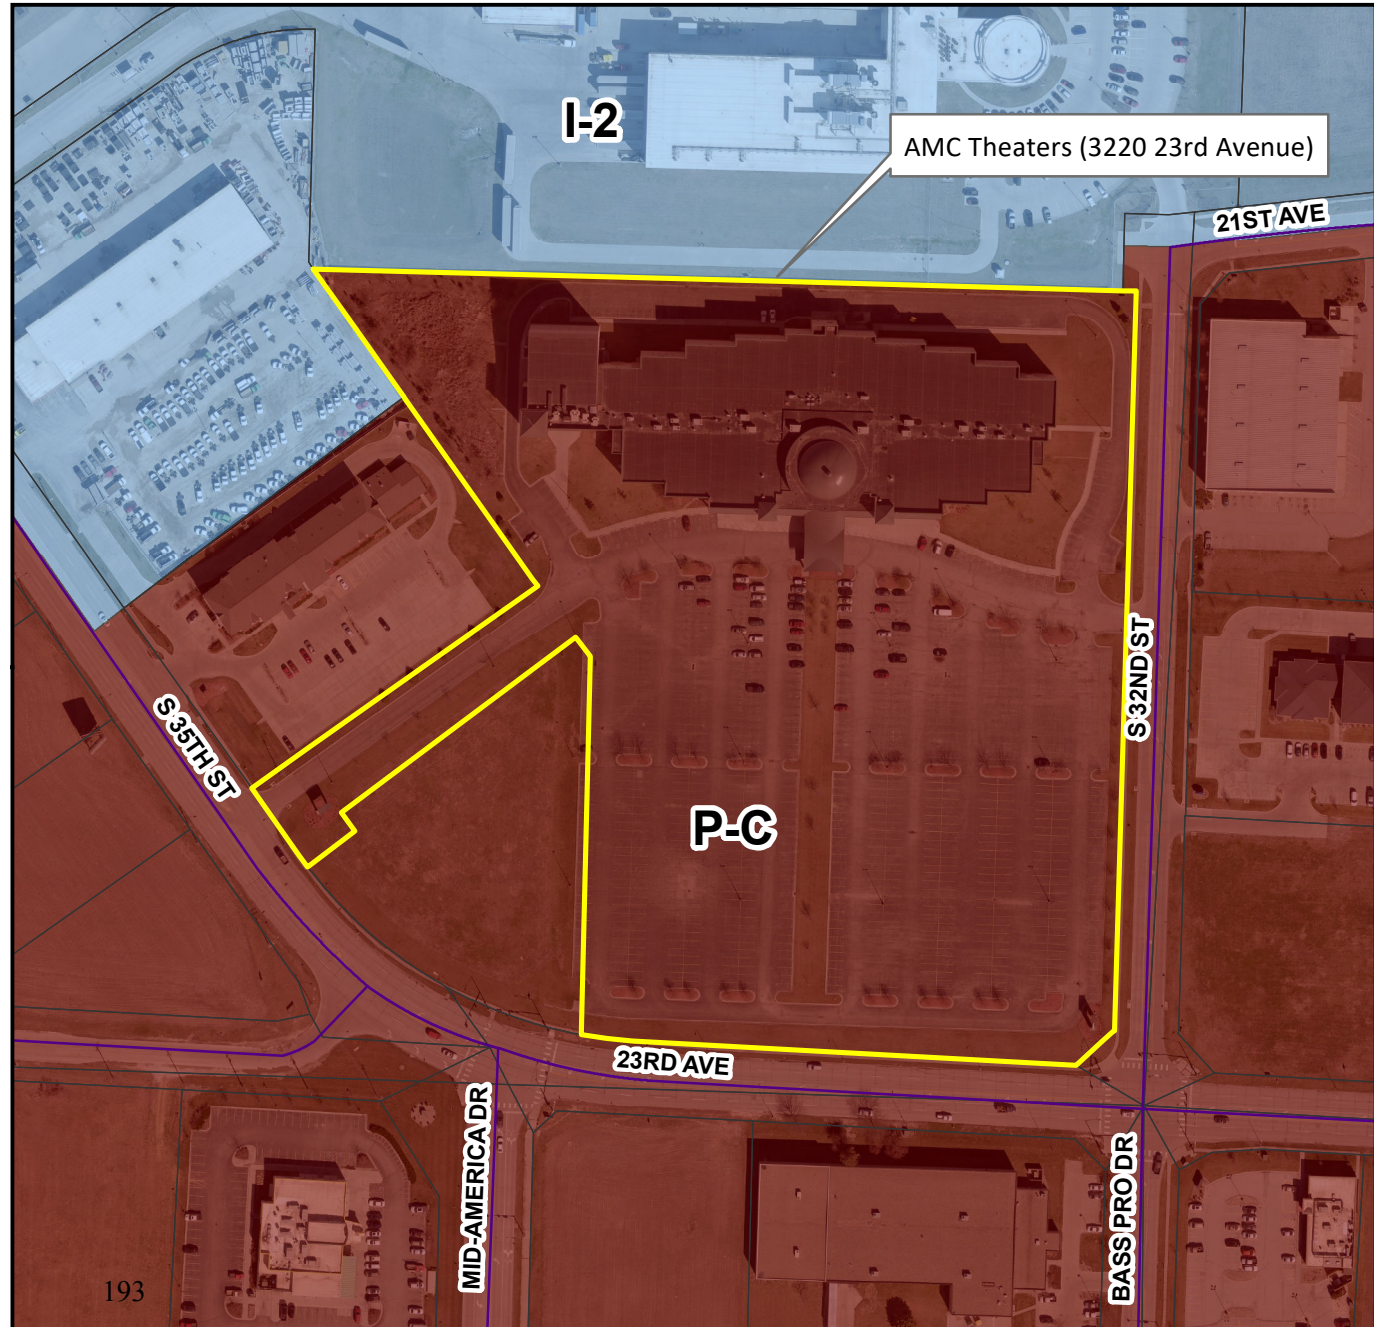 I-2
AMC Theaters (3220 23rd Avenue)
21ST AVE
S 32ND ST
S 35TH ST
P-C
23RD AVE
MID-AMERICA DR
BASS PRO DR
193